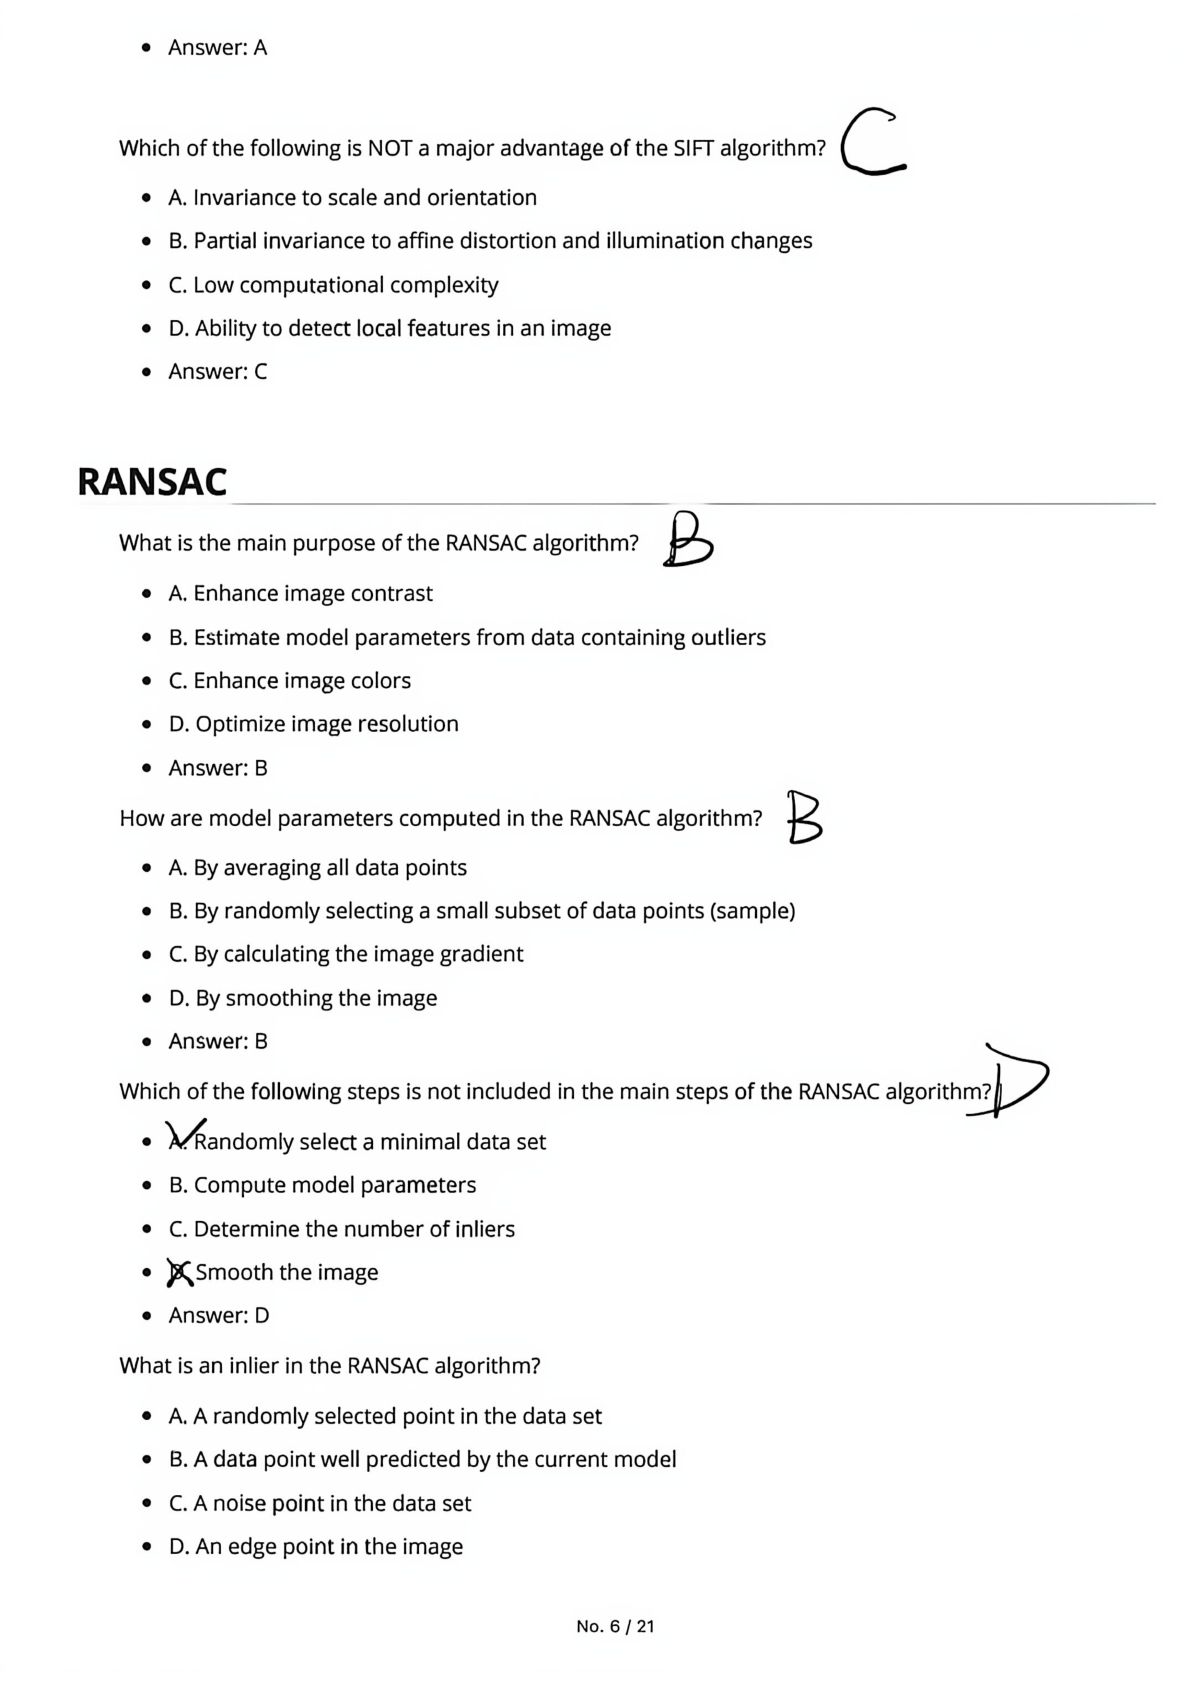 Answer: A
Which of the following is NOT a major advantage of the SIFT algorithm? C
A. Invariance to scale and orientation
B. Partial invariance to affine distortion and illumination changes
C. Low computational complexity
D. Ability to detect local features in an image
Answer: C
RANSAC
What is the main purpose of the RANSAC algorithm? B
A. Enhance image contrast
B. Estimate model parameters from data containing outliers
C. Enhance image colors
D. Optimize image resolution
Answer: B
How are model parameters computed in the RANSAC algorithm? B
A. By averaging all data points
B. By randomly selecting a small subset of data points (sample)
C. By calculating the image gradient
D. By smoothing the image
Answer: B
Which of the following steps is not included in the main steps of the RANSAC algorithm? D
A. Randomly select a minimal data set
B. Compute model parameters
C. Determine the number of inliers
D. Smooth the image
Answer: D
What is an inlier in the RANSAC algorithm?
A. A randomly selected point in the data set
B. A data point well predicted by the current model
C. A noise point in the data set
D. An edge point in the image
No. 6 / 21